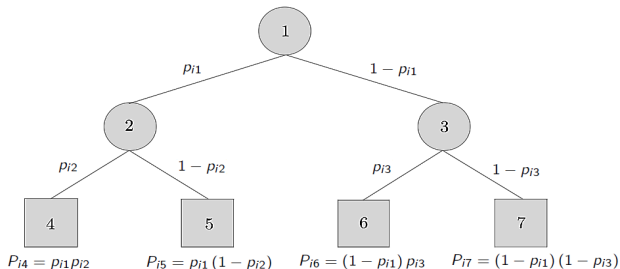 1
p_{i1} 1 − p_{i1}
2 3
p_{i2} 1 − p_{i2} p_{i3} 1 − p_{i3}
4 5 6 7
P_{i4} = p_{i1}p_{i2} P_{i5} = p_{i1} (1 − p_{i2}) P_{i6} = (1 − p_{i1}) p_{i3} P_{i7} = (1 − p_{i1}) (1 − p_{i3})